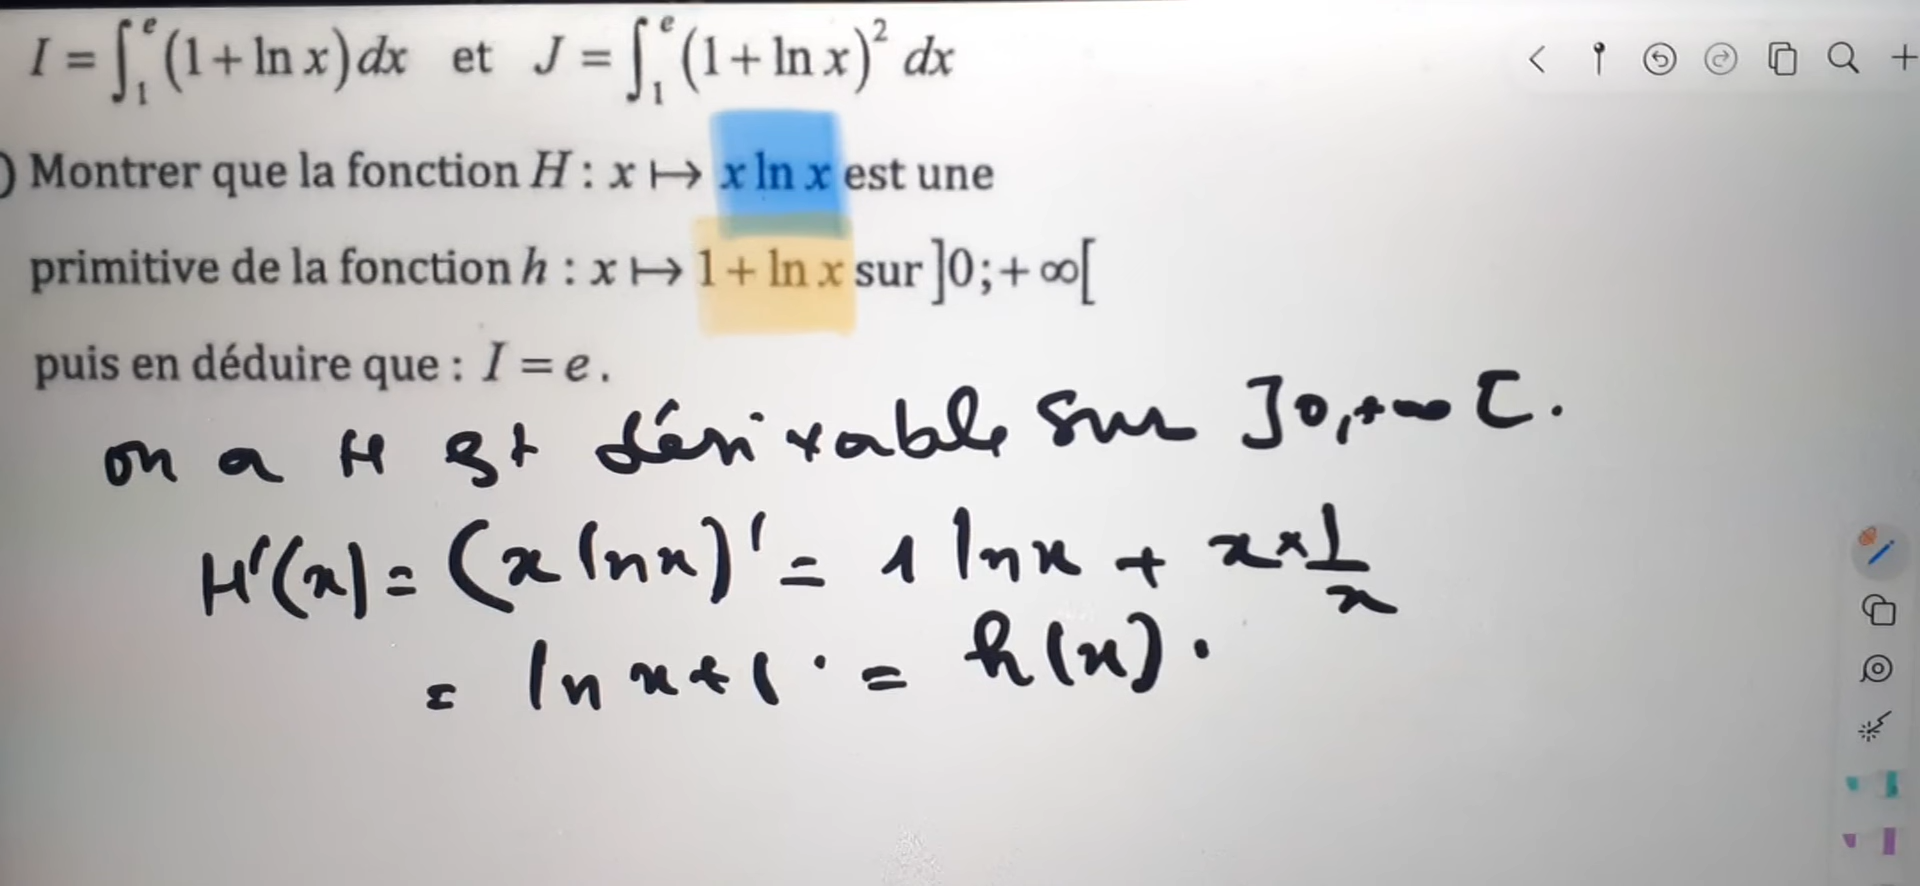 I = ∫₁ᵉ (1 + ln x) dx et J = ∫₁ᵉ (1 + ln x)² dx
) Montrer que la fonction H : x ↦ x ln x est une
primitive de la fonction h : x ↦ 1 + ln x sur ]0; + ∞[
puis en déduire que : I = e .
on a H est dérivable sur ]0, +∞[.
H'(x) = (x ln x)' = 1 ln x + x × 1/x
= ln x + 1 . = h(x) .